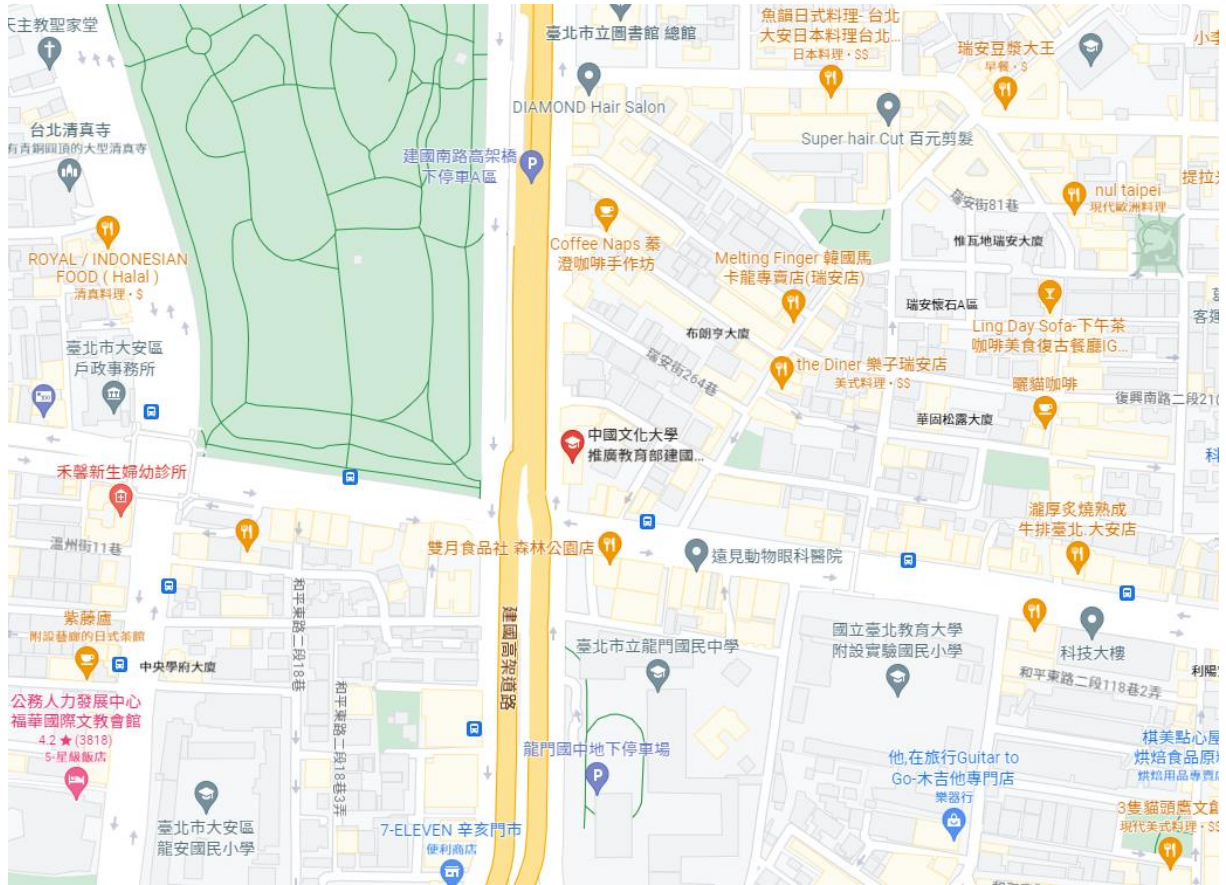 天主教聖家堂
臺北市立圖書館 總館
魚韻日式料理- 台北
大安日本料理台北...
日本料理・$$
瑞安豆漿大王
早餐・$
DIAMOND Hair Salon
Super hair Cut 百元剪髮
台北清真寺
有青銅圓頂的大型清真寺
建國南路高架橋
下停車A區
P
瑞安街81巷
nul taipei
現代歐洲料理
惟瓦地瑞安大廈
Coffee Naps 蓁
澄咖啡手作坊
Melting Finger 韓國馬
卡龍專賣店(瑞安店)
ROYAL / INDONESIAN
FOOD ( Halal )
清真料理・$
瑞安懷石A區
Ling Day Sofa-下午茶
咖啡美食復古餐廳IG...
布朗亨大廈
臺北市大安區
戶政事務所
瑞安街264巷
the Diner 樂子瑞安店
美式料理・$$
曬貓咖啡
復興南路二段210
華固松露大廈
中國文化大學
推廣教育部建國...
禾馨新生婦幼診所
溫州街11巷
雙月食品社 森林公園店
遠見動物眼科醫院
瀧厚炙燒熟成
牛排臺北.大安店
紫藤廬
附設藝廊的日式茶館
中央學府大廈
和平東路二段18巷
建國高架道路
臺北市立龍門國民中學
國立臺北教育大學
附設實驗國民小學
科技大樓
和平東路二段118巷2弄
公務人力發展中心
福華國際文教會館
4.2 ★ (3818)
5-星級飯店
和平東路二段18巷3弄
龍門國中地下停車場
P
他,在旅行Guitar to
Go-木吉他專門店
樂器行
棋美點心屋
烘焙食品原
烘焙用品專賣店
臺北市大安區
龍安國民小學
7-ELEVEN 辛亥門市
便利商店
3隻貓頭鷹文創
現代美式料理・$$